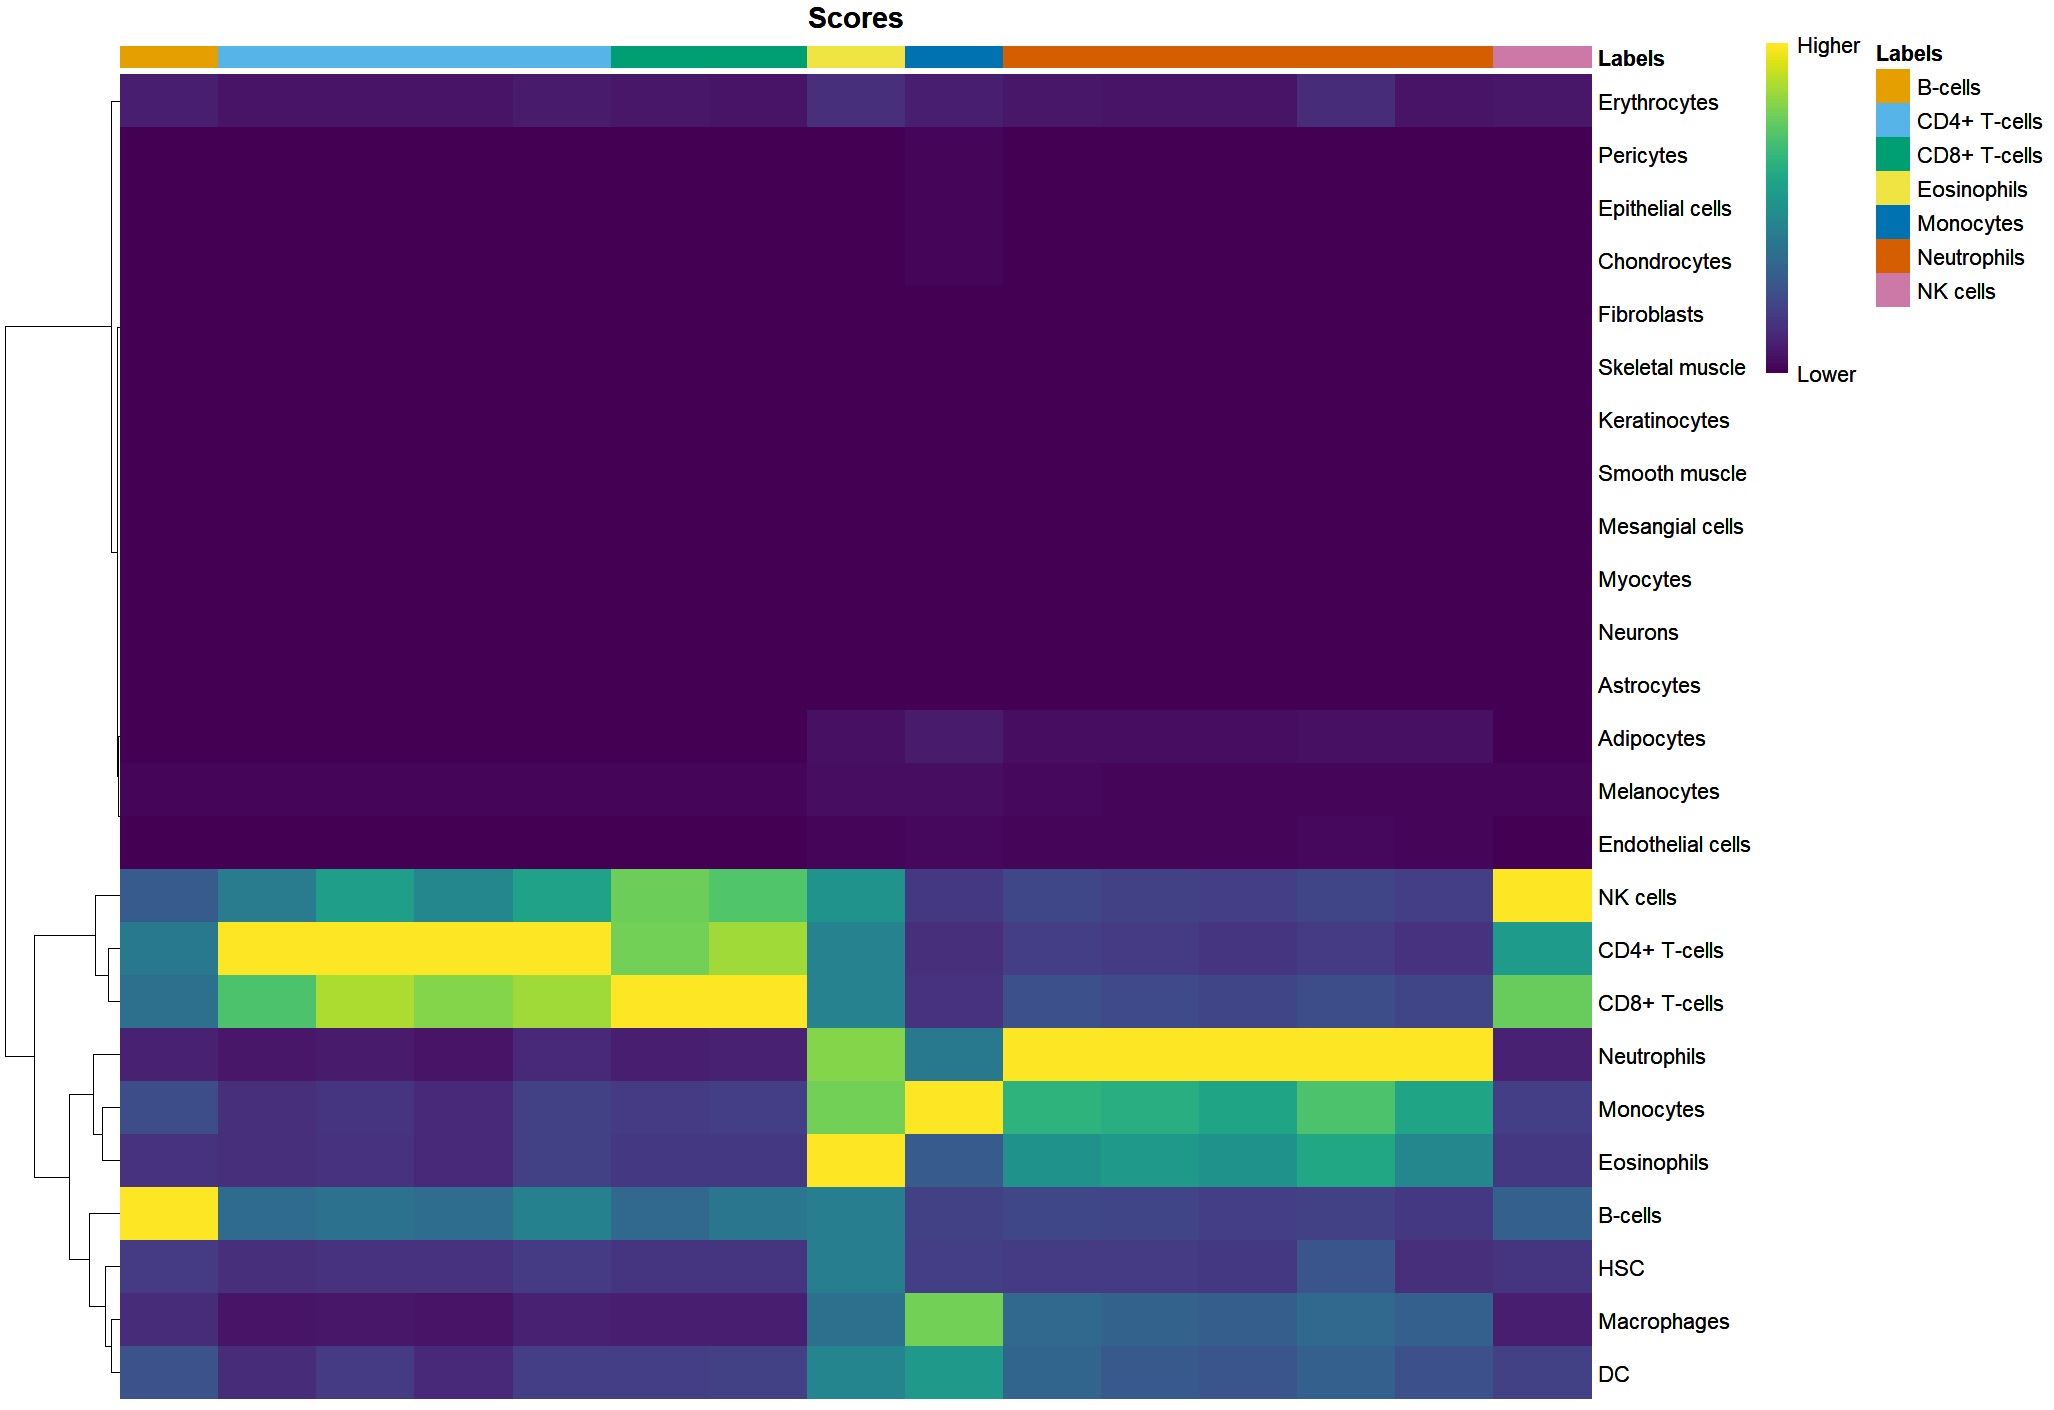 Scores
Labels
Erythrocytes
Pericytes
Epithelial cells
Chondrocytes
Fibroblasts
Skeletal muscle
Keratinocytes
Smooth muscle
Mesangial cells
Myocytes
Neurons
Astrocytes
Adipocytes
Melanocytes
Endothelial cells
NK cells
CD4+ T-cells
CD8+ T-cells
Neutrophils
Monocytes
Eosinophils
B-cells
HSC
Macrophages
DC
Higher
Lower
Labels
B-cells
CD4+ T-cells
CD8+ T-cells
Eosinophils
Monocytes
Neutrophils
NK cells